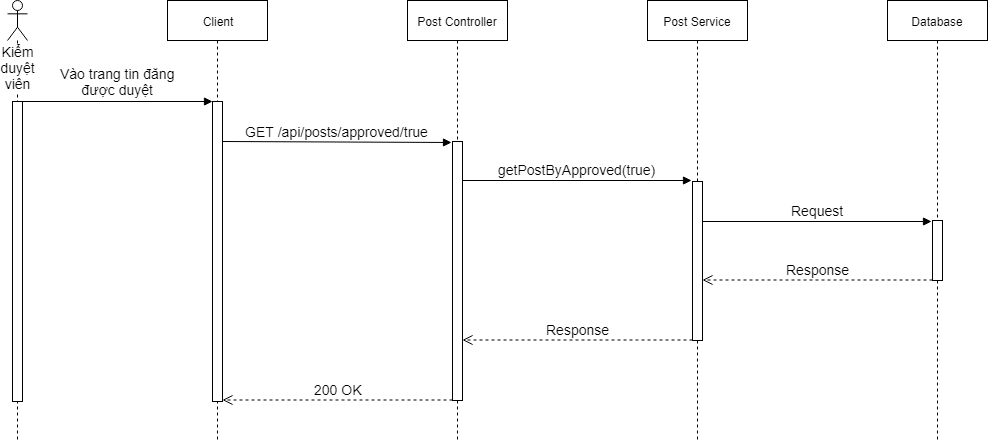 Client
Post Controller
Post Service
Database
Kiểm
duyệt
viên
Vào trang tin đăng
được duyệt
GET /api/posts/approved/true
getPostByApproved(true)
Request
Response
Response
200 OK